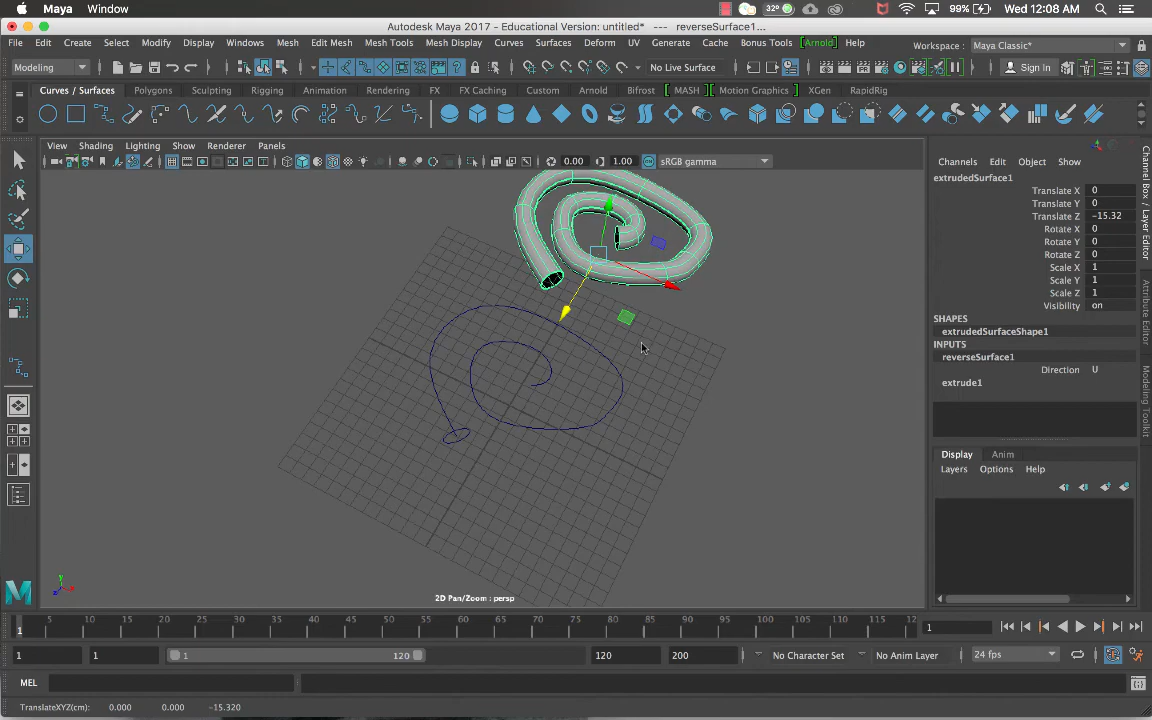 Maya Window 32° 99% Wed 12:08 AM
Autodesk Maya 2017 - Educational Version: untitled* --- reverseSurface1...
File Edit Create Select Modify Display Windows Mesh Edit Mesh Mesh Tools Mesh Display Curves Surfaces Deform UV Generate Cache Bonus Tools [Arnold] Help Workspace : Maya Classic*
Modeling No Live Surface Sign In
Curves / Surfaces Polygons Sculpting Rigging Animation Rendering FX FX Caching Custom Arnold Bifrost MASH Motion Graphics XGen RapidRig
View Shading Lighting Show Renderer Panels
0.00 1.00 sRGB gamma
Channels Edit Object Show
extrudedSurface1
Translate X 0
Translate Y 0
Translate Z -15.32
Rotate X 0
Rotate Y 0
Rotate Z 0
Scale X 1
Scale Y 1
Scale Z 1
Visibility on
SHAPES
extrudedSurfaceShape1
INPUTS
reverseSurface1
Direction U
extrude1
Display Anim
Layers Options Help
Channel Box / Layer Editor
Attribute Editor
Modeling Toolkit
y
x
z
2D Pan/Zoom : persp
1 5 10 15 20 25 30 35 40 45 50 55 60 65 70 75 80 85 90 95 100 105 110 115 12 1
1 1 1 120 120 200 No Character Set No Anim Layer 24 fps
MEL
TranslateXYZ(cm): 0.000 0.000 -15.320